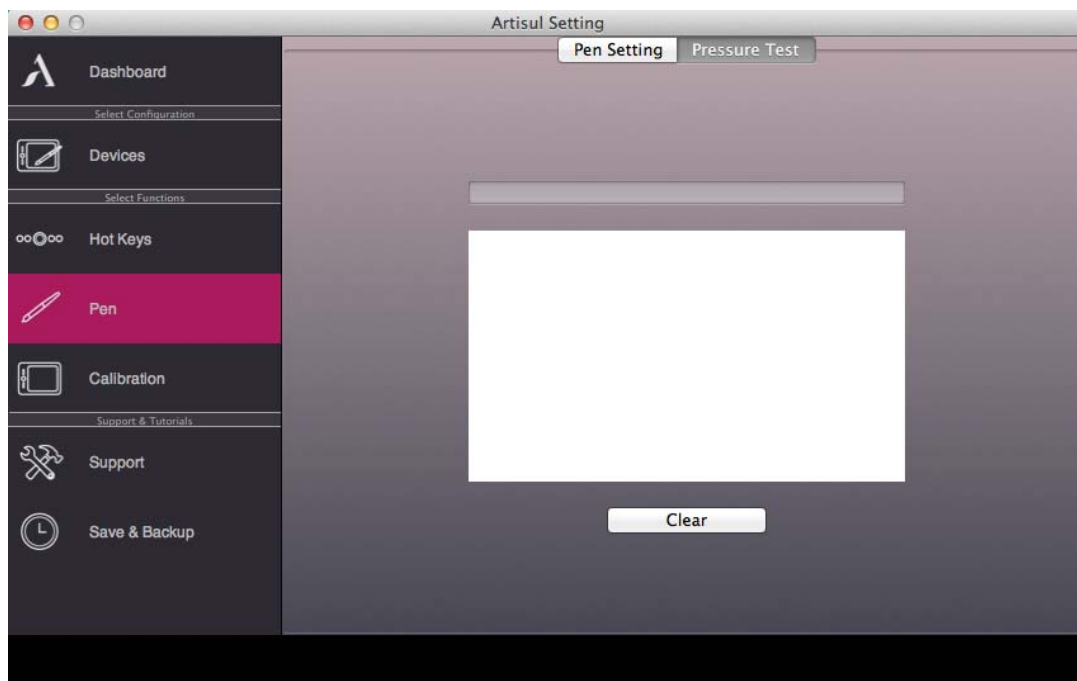 Artisul Setting
Pen Setting
Pressure Test
Dashboard
Select Configuration
Devices
Select Functions
Hot Keys
Pen
Calibration
Support & Tutorials
Support
Save & Backup
Clear